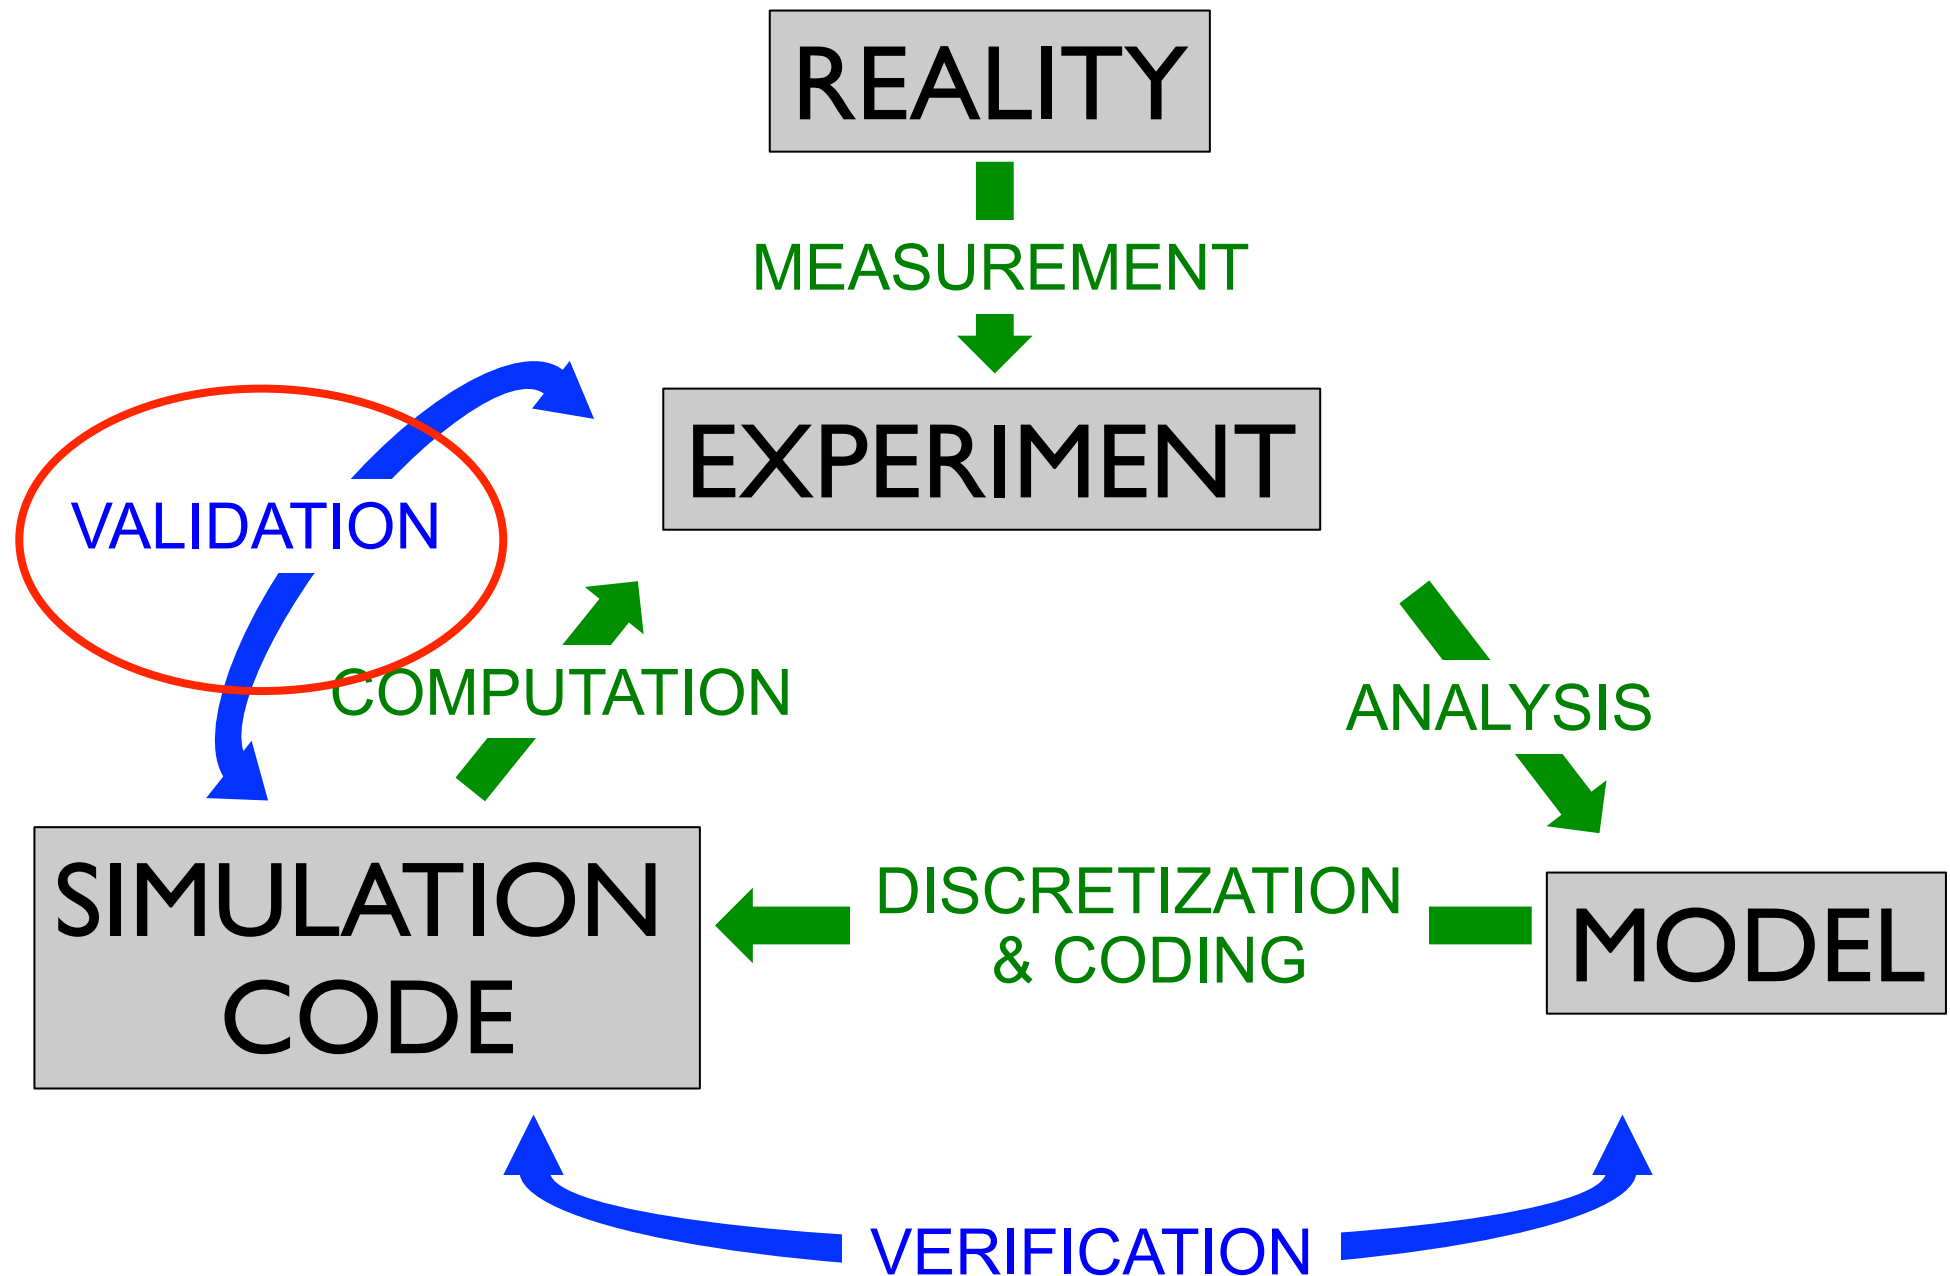 REALITY
MEASUREMENT
EXPERIMENT
VALIDATION
COMPUTATION
ANALYSIS
SIMULATION
CODE
DISCRETIZATION
& CODING
MODEL
VERIFICATION